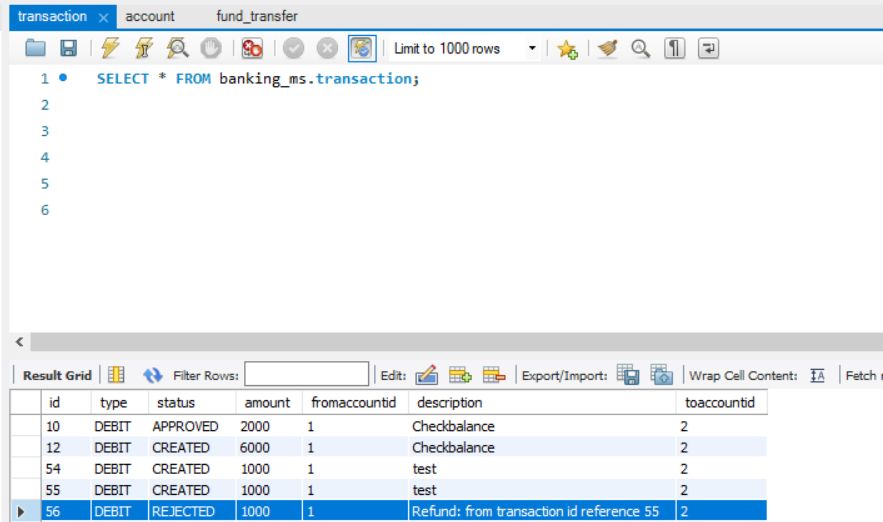 transaction × account fund_transfer
Limit to 1000 rows
1 SELECT * FROM banking_ms.transaction;
2
3
4
5
6
Result Grid Filter Rows: Edit: Export/Import: Wrap Cell Content: Fetch
id type status amount fromaccountid description toaccountid
10 DEBIT APPROVED 2000 1 Checkbalance 2
12 DEBIT CREATED 6000 1 Checkbalance 2
54 DEBIT CREATED 1000 1 test 2
55 DEBIT CREATED 1000 1 test 2
56 DEBIT REJECTED 1000 1 Refund: from transaction id reference 55 2